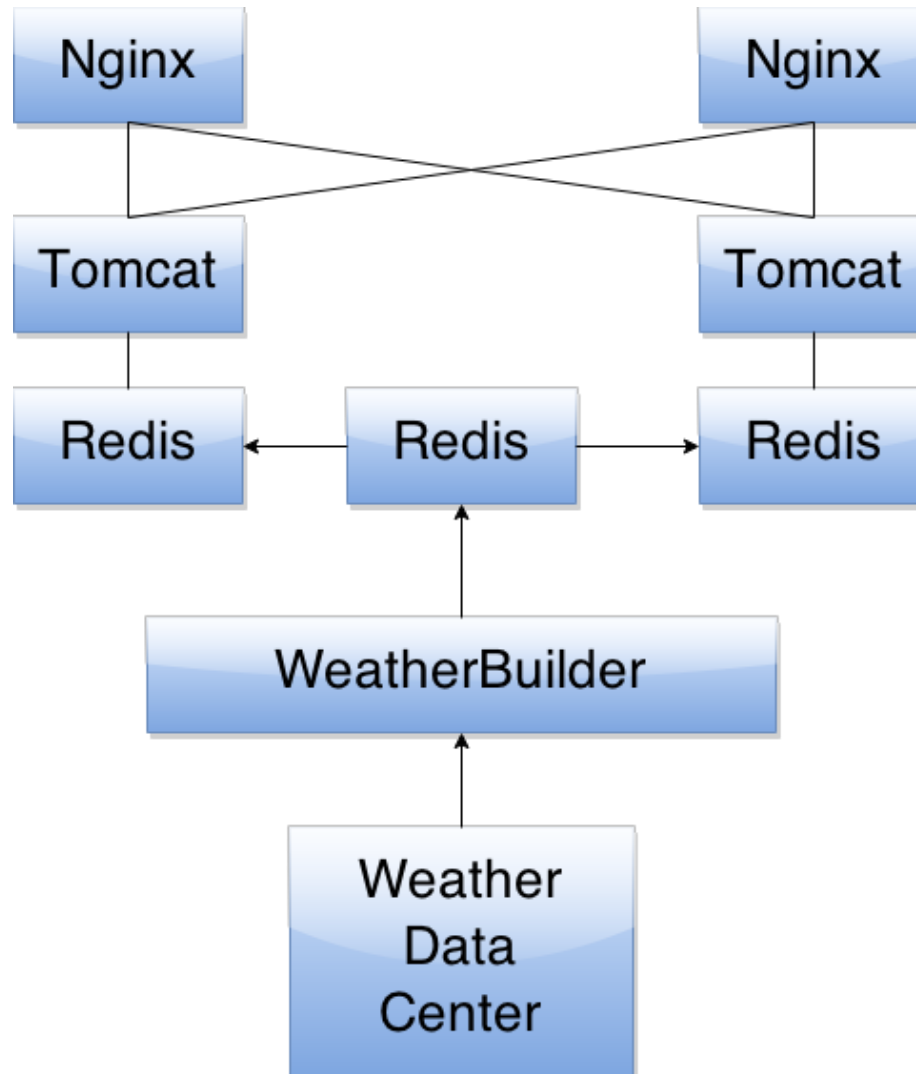 Nginx
Nginx
Tomcat
Tomcat
Redis
Redis
Redis
WeatherBuilder
Weather
Data
Center